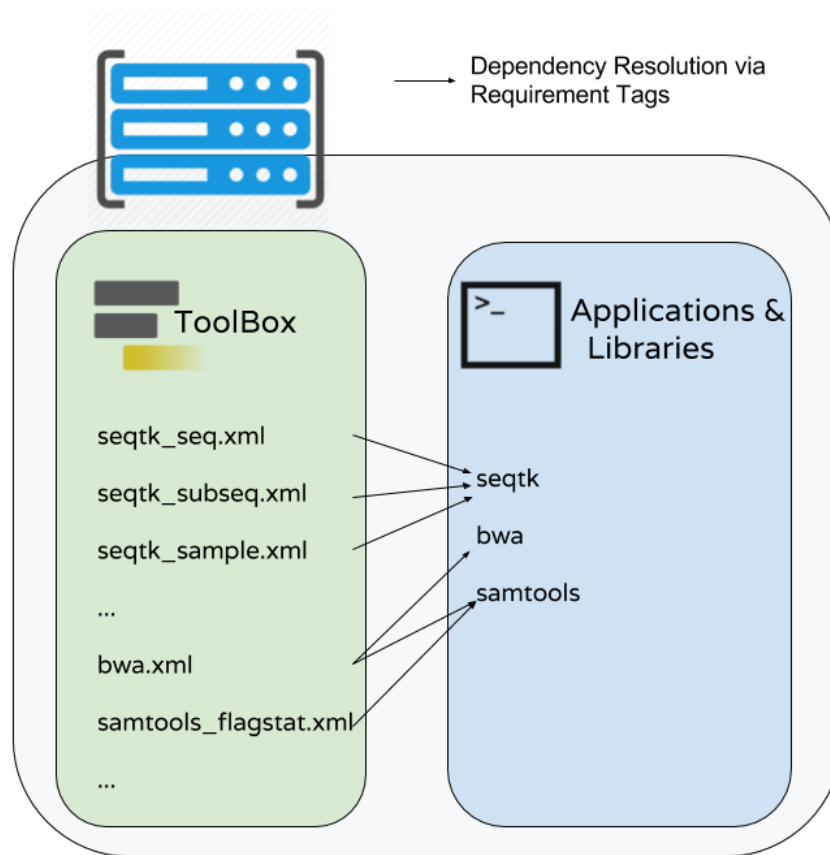 Dependency Resolution via
Requirement Tags
ToolBox
seqtk_seq.xml
seqtk_subseq.xml
seqtk_sample.xml
...
bwa.xml
samtools_flagstat.xml
...
>_
Applications &
Libraries
seqtk
bwa
samtools